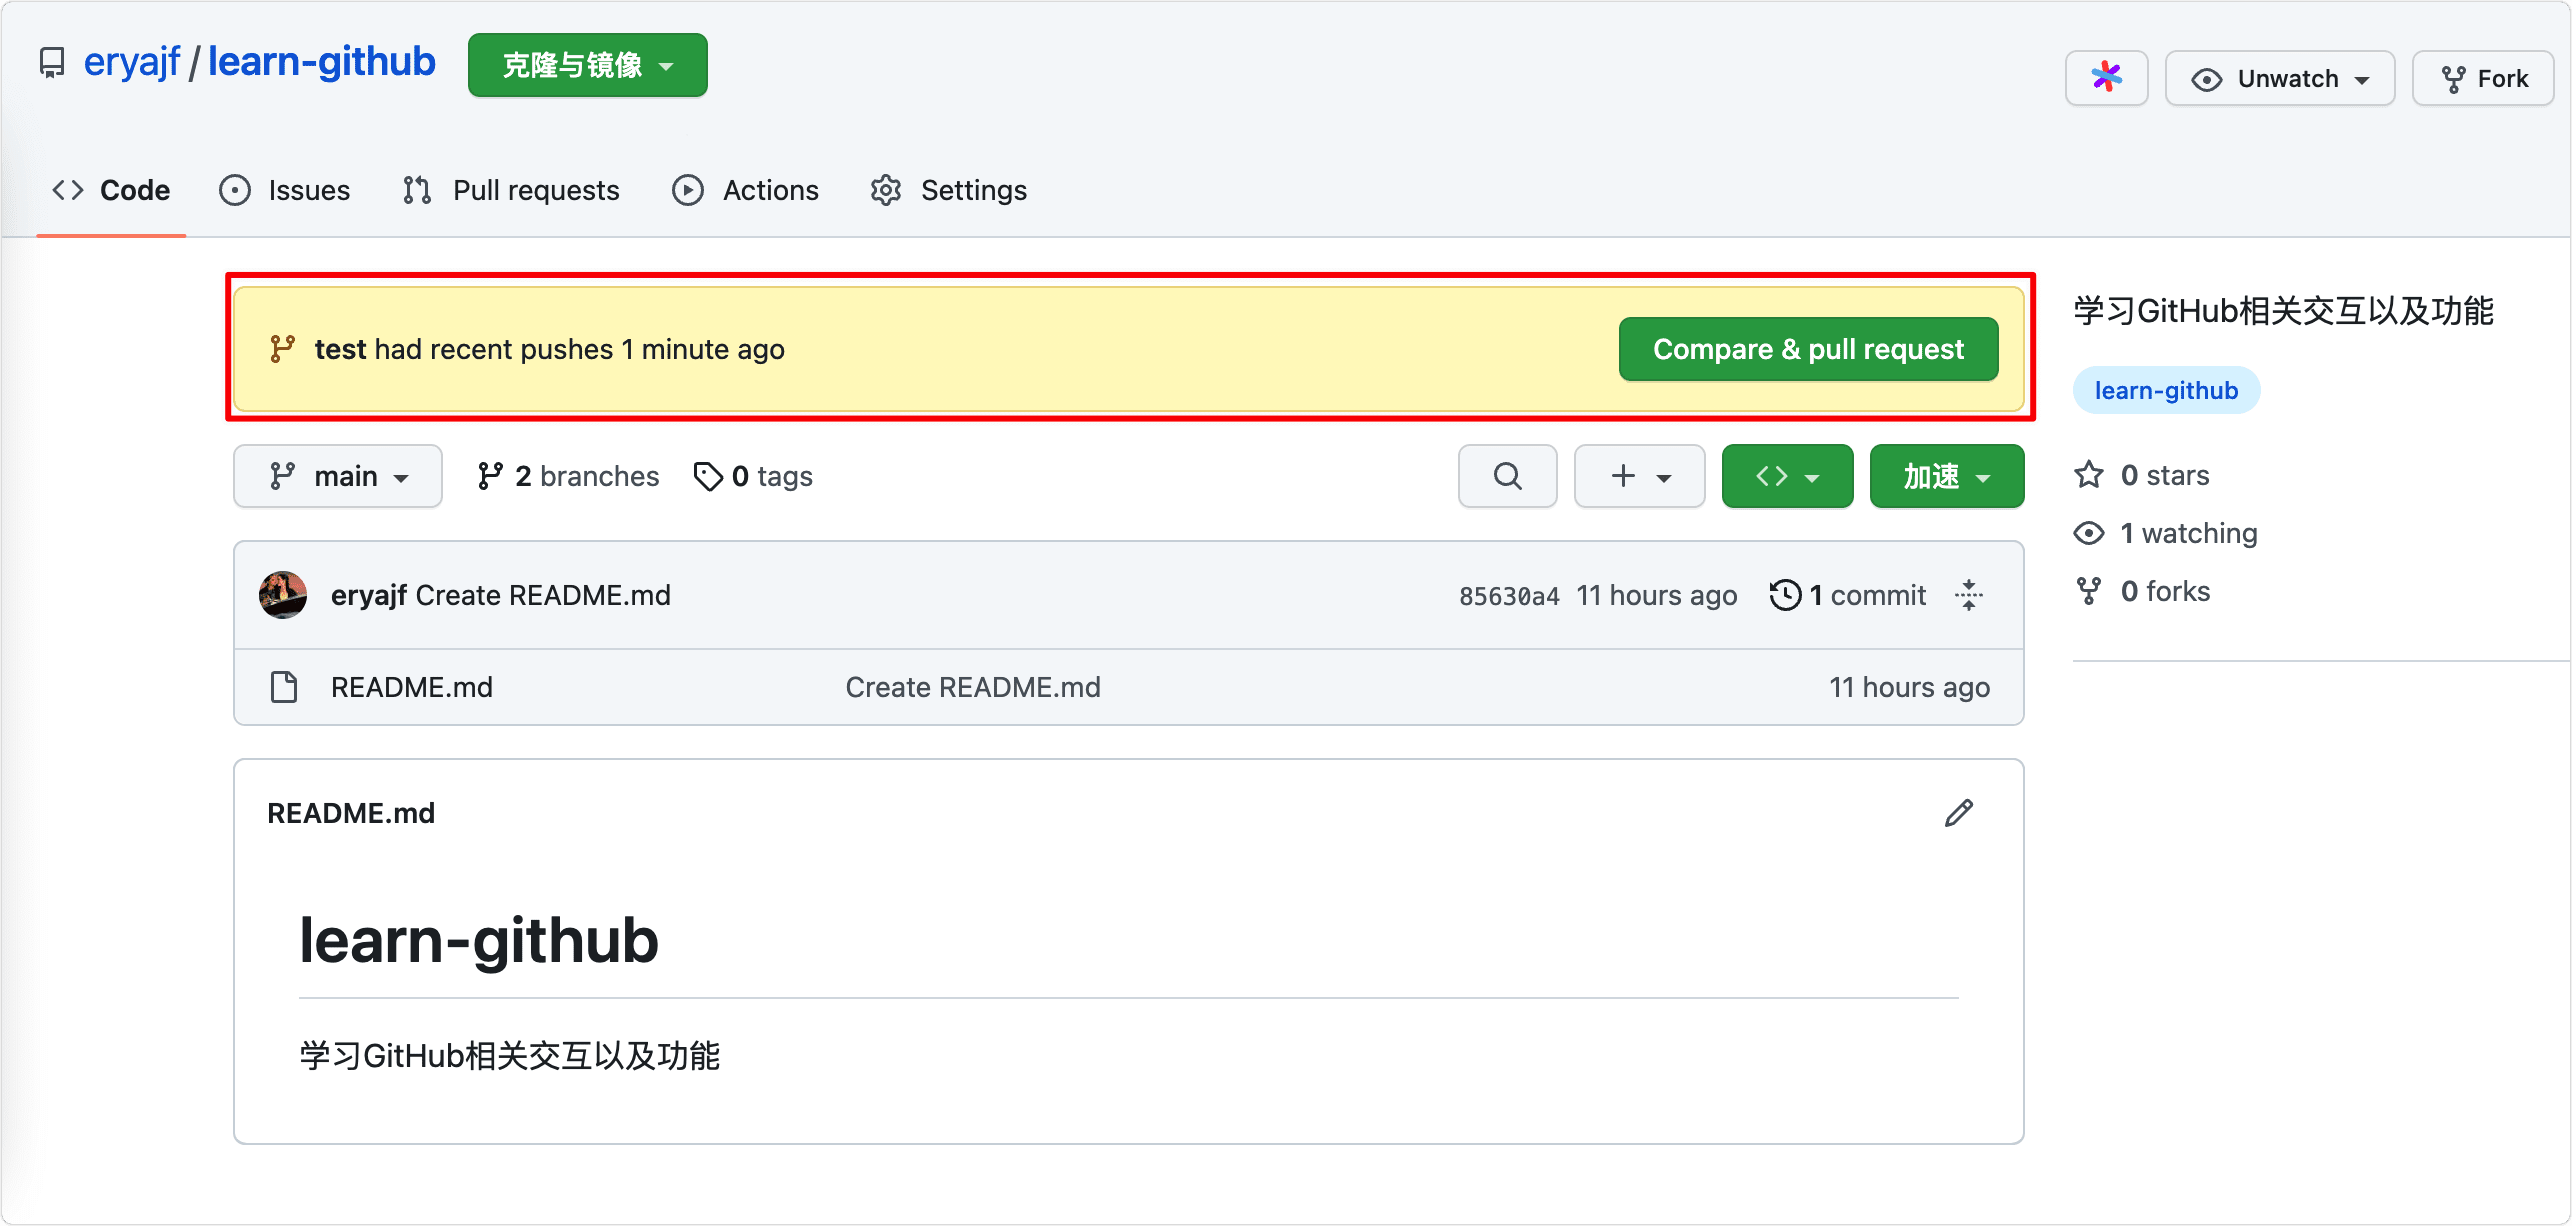 eryajf / learn-github 克隆与镜像
Unwatch Fork
Code Issues Pull requests Actions Settings
test had recent pushes 1 minute ago Compare & pull request
main 2 branches 0 tags 加速
eryajf Create README.md 85630a4 11 hours ago 1 commit
README.md Create README.md 11 hours ago
README.md
learn-github
学习GitHub相关交互以及功能
学习GitHub相关交互以及功能
learn-github
0 stars
1 watching
0 forks